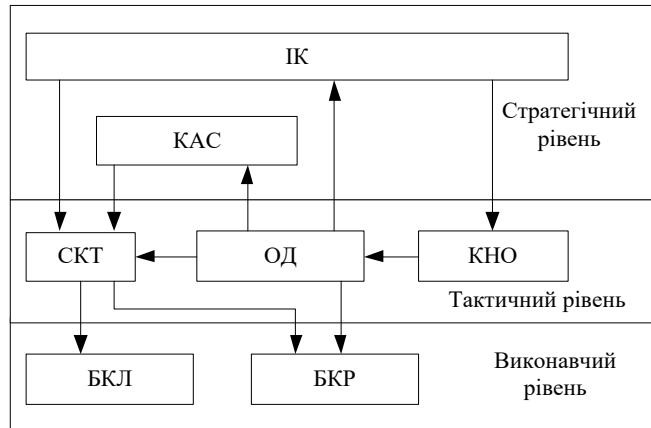 ІК
КАС
Стратегічний
рівень
СКТ
ОД
КНО
Тактичний рівень
БКЛ
БКР
Виконавчий
рівень